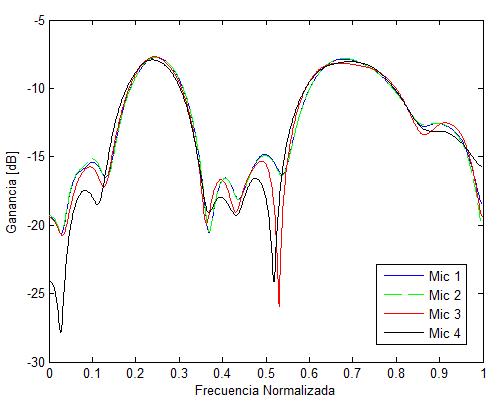 -5
-10
-15
-20
-25
-30
Ganancia [dB]
0 0.1 0.2 0.3 0.4 0.5 0.6 0.7 0.8 0.9 1
Frecuencia Normalizada
Mic 1
Mic 2
Mic 3
Mic 4